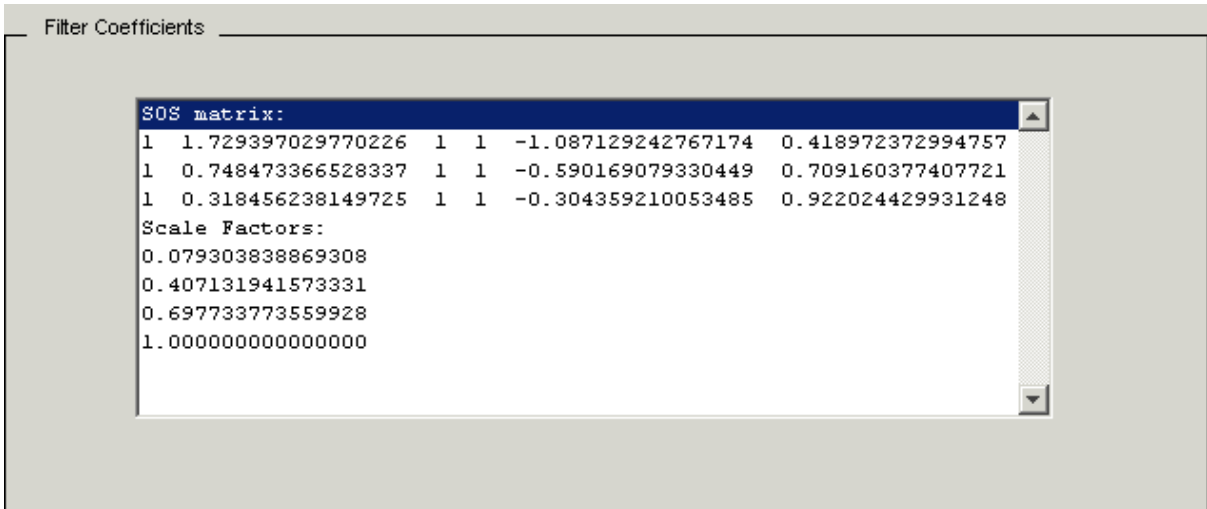 Filter Coefficients
SOS matrix:
1 1.729397029770226 1 1 -1.087129242767174 0.418972372994757
1 0.748473366528337 1 1 -0.590169079330449 0.709160377407721
1 0.318456238149725 1 1 -0.304359210053485 0.922024429931248
Scale Factors:
0.079303838869308
0.407131941573331
0.697733773559928
1.000000000000000